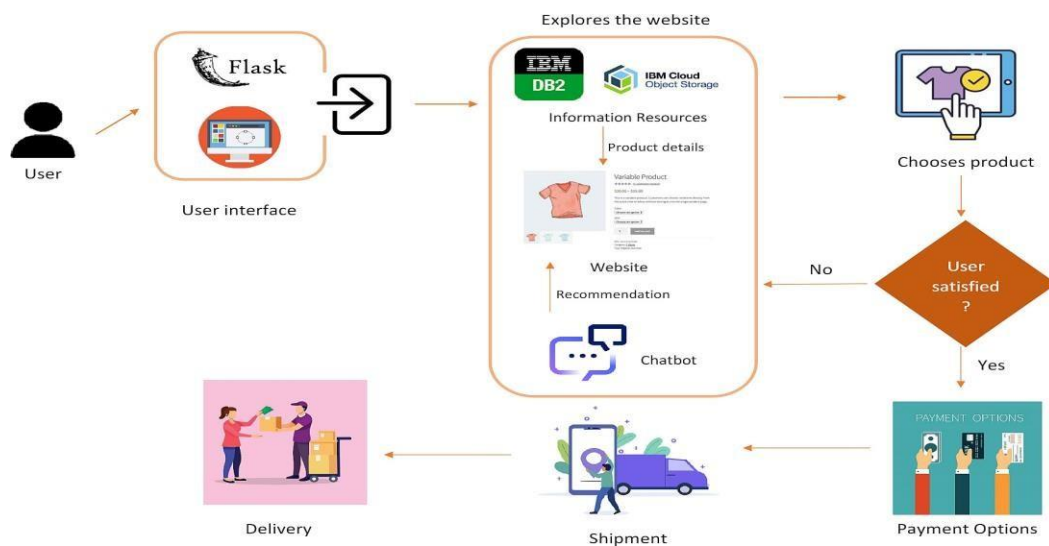 Explores the website
Flask
IBM
DB2
IBM Cloud
Object Storage
Information Resources
Product details
User
User interface
Chooses product
Variable Product
Website
Recommendation
Chatbot
No
User
satisfied
?
Yes
PAYMENT OPTIONS
Delivery
Shipment
Payment Options